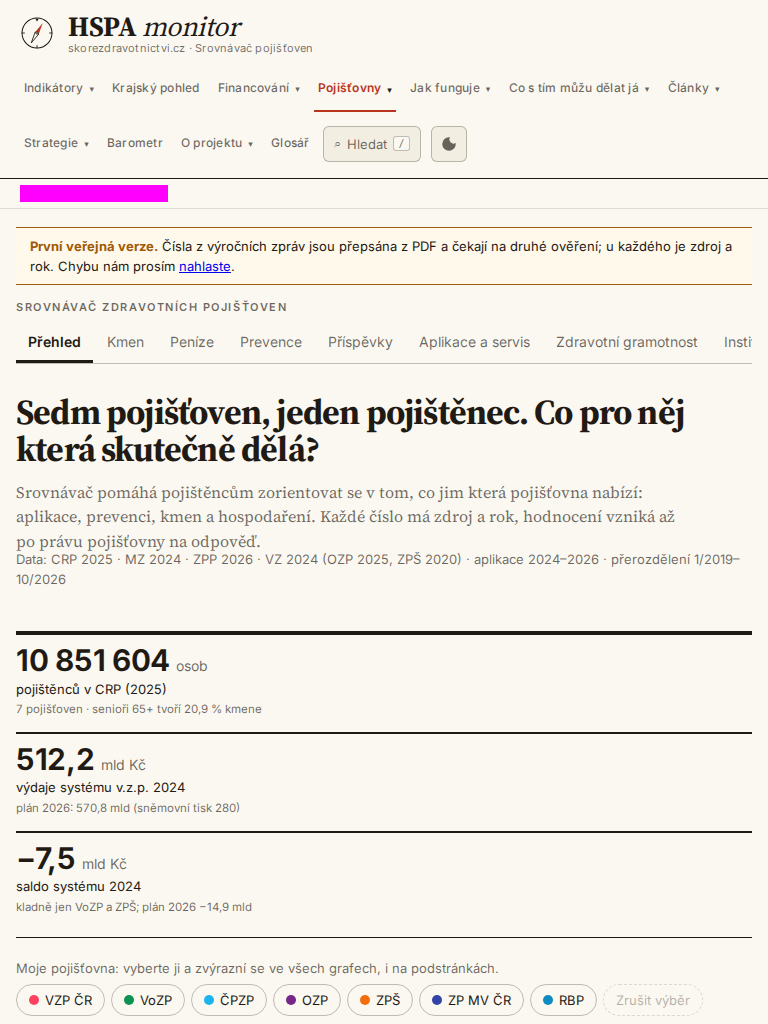 HSPA monitor
skorezdravotnictvi.cz · Srovnávač pojišťoven
Indikátory ▾ Krajský pohled Financování ▾ Pojišťovny ▾ Jak funguje ▾ Co s tím můžu dělat já ▾ Články ▾
Strategie ▾ Barometr O projektu ▾ Glosář ⌕ Hledat /
První veřejná verze. Čísla z výročních zpráv jsou přepsána z PDF a čekají na druhé ověření; u každého je zdroj a
rok. Chybu nám prosím nahlaste.
SROVNÁVAČ ZDRAVOTNÍCH POJIŠŤOVEN
Přehled Kmen Peníze Prevence Příspěvky Aplikace a servis Zdravotní gramotnost Insti
Sedm pojišťoven, jeden pojištěnec. Co pro něj
která skutečně dělá?
Srovnávač pomáhá pojištěncům zorientovat se v tom, co jim která pojišťovna nabízí:
aplikace, prevenci, kmen a hospodaření. Každé číslo má zdroj a rok, hodnocení vzniká až
po právu pojišťovny na odpověď.
Data: CRP 2025 · MZ 2024 · ZPP 2026 · VZ 2024 (OZP 2025, ZPŠ 2020) · aplikace 2024–2026 · přerozdělení 1/2019–
10/2026
10 851 604 osob
pojištěnců v CRP (2025)
7 pojišťoven · senioři 65+ tvoří 20,9 % kmene
512,2 mld Kč
výdaje systému v.z.p. 2024
plán 2026: 570,8 mld (sněmovní tisk 280)
−7,5 mld Kč
saldo systému 2024
kladně jen VoZP a ZPŠ; plán 2026 −14,9 mld
Moje pojišťovna: vyberte ji a zvýrazní se ve všech grafech, i na podstránkách.
VZP ČR VoZP ČPZP OZP ZPŠ ZP MV ČR RBP Zrušit výběr